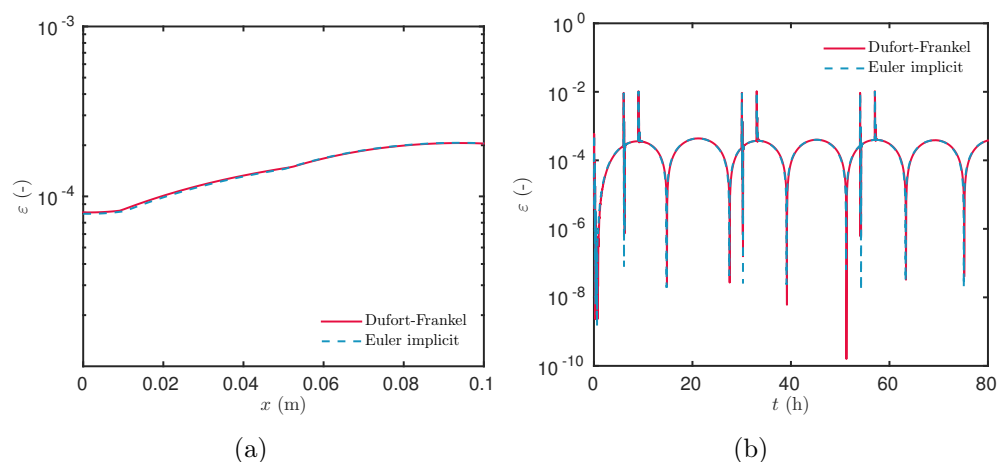 10^-3
10^-4
ε (-)
Dufort-Frankel
Euler implicit
0 0.02 0.04 0.06 0.08 0.1
x (m)
(a)
10^0
10^-2
10^-4
10^-6
10^-8
10^-10
ε (-)
Dufort-Frankel
Euler implicit
0 20 40 60 80
t (h)
(b)